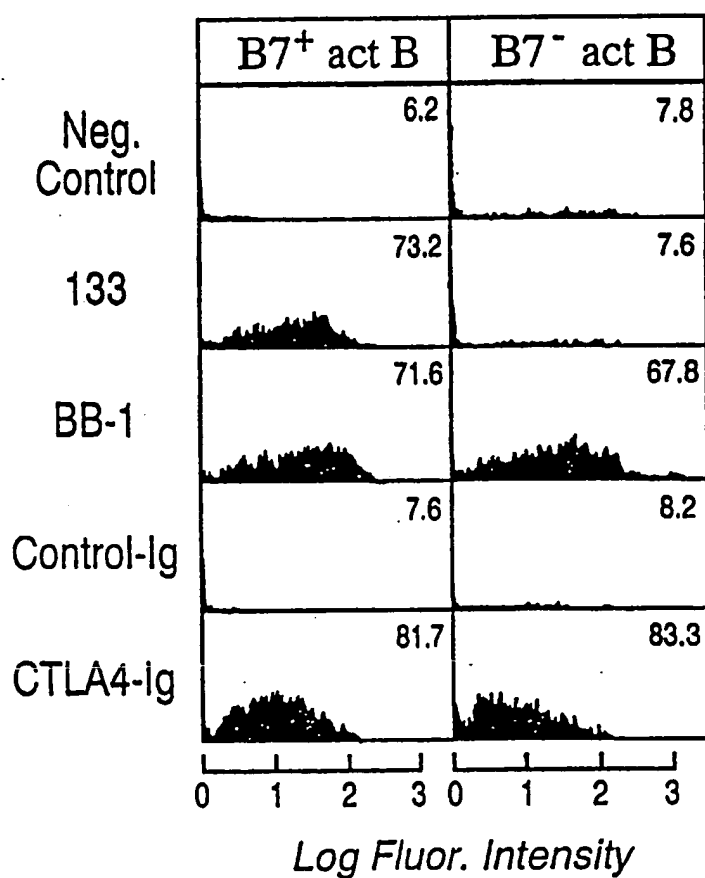 B7⁺ act B B7⁻ act B
Neg. Control 6.2 7.8
133 73.2 7.6
BB-1 71.6 67.8
Control-Ig 7.6 8.2
CTLA4-Ig 81.7 83.3
0 1 2 3 0 1 2 3
Log Fluor. Intensity